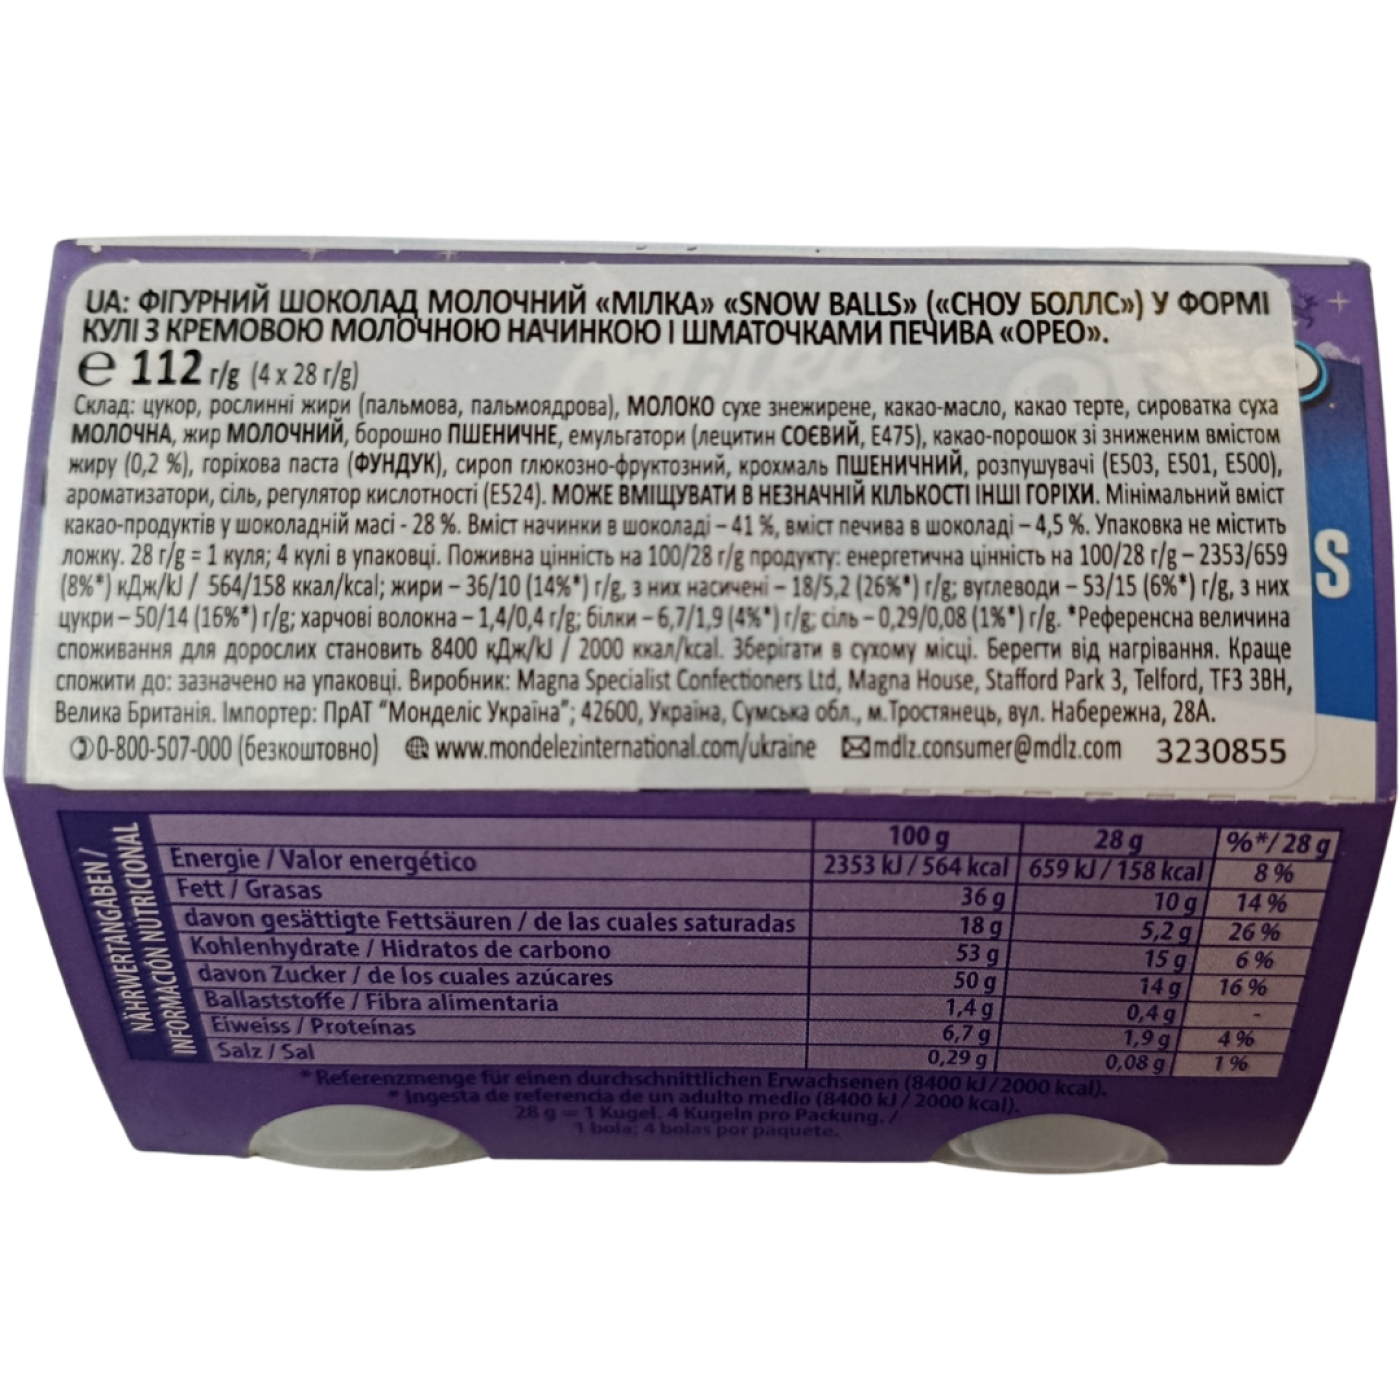 UA: ФІГУРНИЙ ШОКОЛАД МОЛОЧНИЙ «МІЛКА» «SNOW BALLS» («СНОУ БОЛЛС») У ФОРМІ
КУЛІ З КРЕМОВОЮ МОЛОЧНОЮ НАЧИНКОЮ І ШМАТОЧКАМИ ПЕЧИВА «ОРЕО».
℮ 112 г/g (4 x 28 г/g)
Склад: цукор, рослинні жири (пальмова, пальмоядрова), МОЛОКО сухе знежирене, какао-масло, какао терте, сироватка суха
МОЛОЧНА, жир МОЛОЧНИЙ, борошно ПШЕНИЧНЕ, емульгатори (лецитин СОЄВИЙ, Е475), какао-порошок зі зниженим вмістом
жиру (0,2 %), горіхова паста (ФУНДУК), сироп глюкозно-фруктозний, крохмаль ПШЕНИЧНИЙ, розпушувачі (Е503, Е501, Е500),
ароматизатори, сіль, регулятор кислотності (Е524). МОЖЕ ВМІЩУВАТИ В НЕЗНАЧНІЙ КІЛЬКОСТІ ІНШІ ГОРІХИ. Мінімальний вміст
какао-продуктів у шоколадній масі - 28 %. Вміст начинки в шоколаді – 41 %, вміст печива в шоколаді – 4,5 %. Упаковка не містить
ложку. 28 г/g = 1 куля; 4 кулі в упаковці. Поживна цінність на 100/28 г/g продукту: енергетична цінність на 100/28 г/g – 2353/659
(8%*) кДж/kJ / 564/158 ккал/kcal; жири – 36/10 (14%*) г/g, з них насичені – 18/5,2 (26%*) г/g; вуглеводи – 53/15 (6%*) г/g, з них
цукри – 50/14 (16%*) г/g; харчові волокна – 1,4/0,4 г/g; білки – 6,7/1,9 (4%*) г/g; сіль – 0,29/0,08 (1%*) г/g. *Референсна величина
споживання для дорослих становить 8400 кДж/kJ / 2000 ккал/kcal. Зберігати в сухому місці. Берегти від нагрівання. Краще
спожити до: зазначено на упаковці. Виробник: Magna Specialist Confectioners Ltd, Magna House, Stafford Park 3, Telford, TF3 3BH,
Велика Британія. Імпортер: ПрАТ "Монделіс Україна"; 42600, Україна, Сумська обл., м.Тростянець, вул. Набережна, 28А.
0-800-507-000 (безкоштовно) www.mondelezinternational.com/ukraine mdlz.consumer@mdlz.com 3230855
S
NÄHRWERTANGABEN /
INFORMACIÓN NUTRICIONAL
100 g 28 g %*/ 28 g
Energie / Valor energético 2353 kJ / 564 kcal 659 kJ / 158 kcal 8 %
Fett / Grasas 36 g 10 g 14 %
davon gesättigte Fettsäuren / de las cuales saturadas 18 g 5,2 g 26 %
Kohlenhydrate / Hidratos de carbono 53 g 15 g 6 %
davon Zucker / de los cuales azúcares 50 g 14 g 16 %
Ballaststoffe / Fibra alimentaria 1,4 g 0,4 g -
Eiweiss / Proteínas 6,7 g 1,9 g 4 %
Salz / Sal 0,29 g 0,08 g 1 %
* Referenzmenge für einen durchschnittlichen Erwachsenen (8400 kJ / 2000 kcal).
* Ingesta de referencia de un adulto medio (8400 kJ / 2000 kcal).
28 g = 1 Kugel. 4 Kugeln pro Packung. /
1 bola; 4 bolas por paquete.